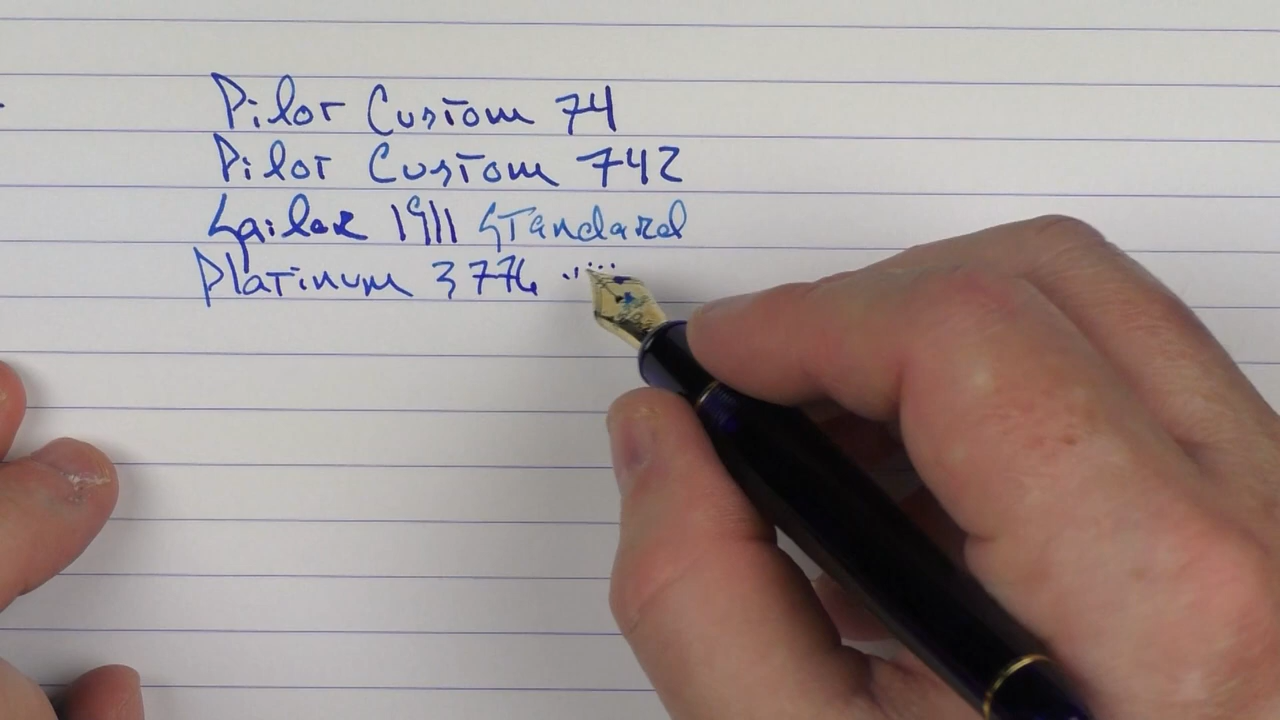 Pilot Custom 74
Pilot Custom 742
Sailor 1911 Standard
Platinum 3776 .....